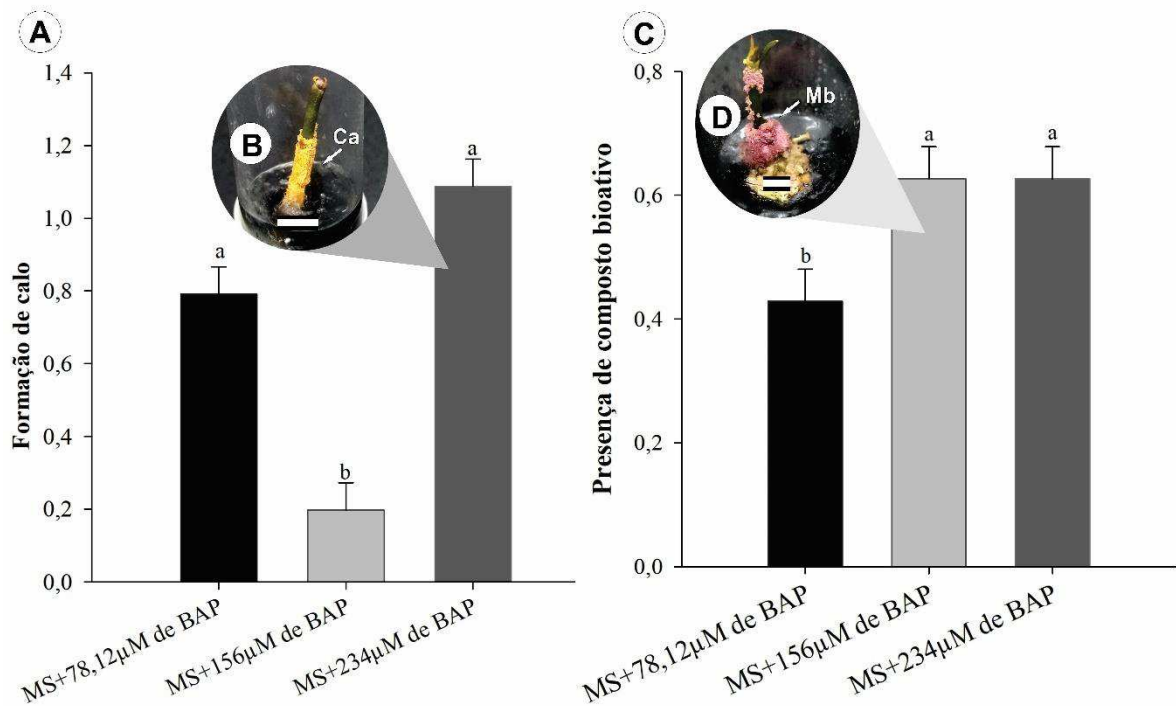 A
Formação de calo
1,4
1,2
1,0
0,8
0,6
0,4
0,2
0,0
a
b
a
B
Ca
MS+78,12µM de BAP
MS+156µM de BAP
MS+234µM de BAP
C
Presença de composto bioativo
0,8
0,6
0,4
0,2
0,0
b
a
a
D
Mb
MS+78,12µM de BAP
MS+156µM de BAP
MS+234µM de BAP